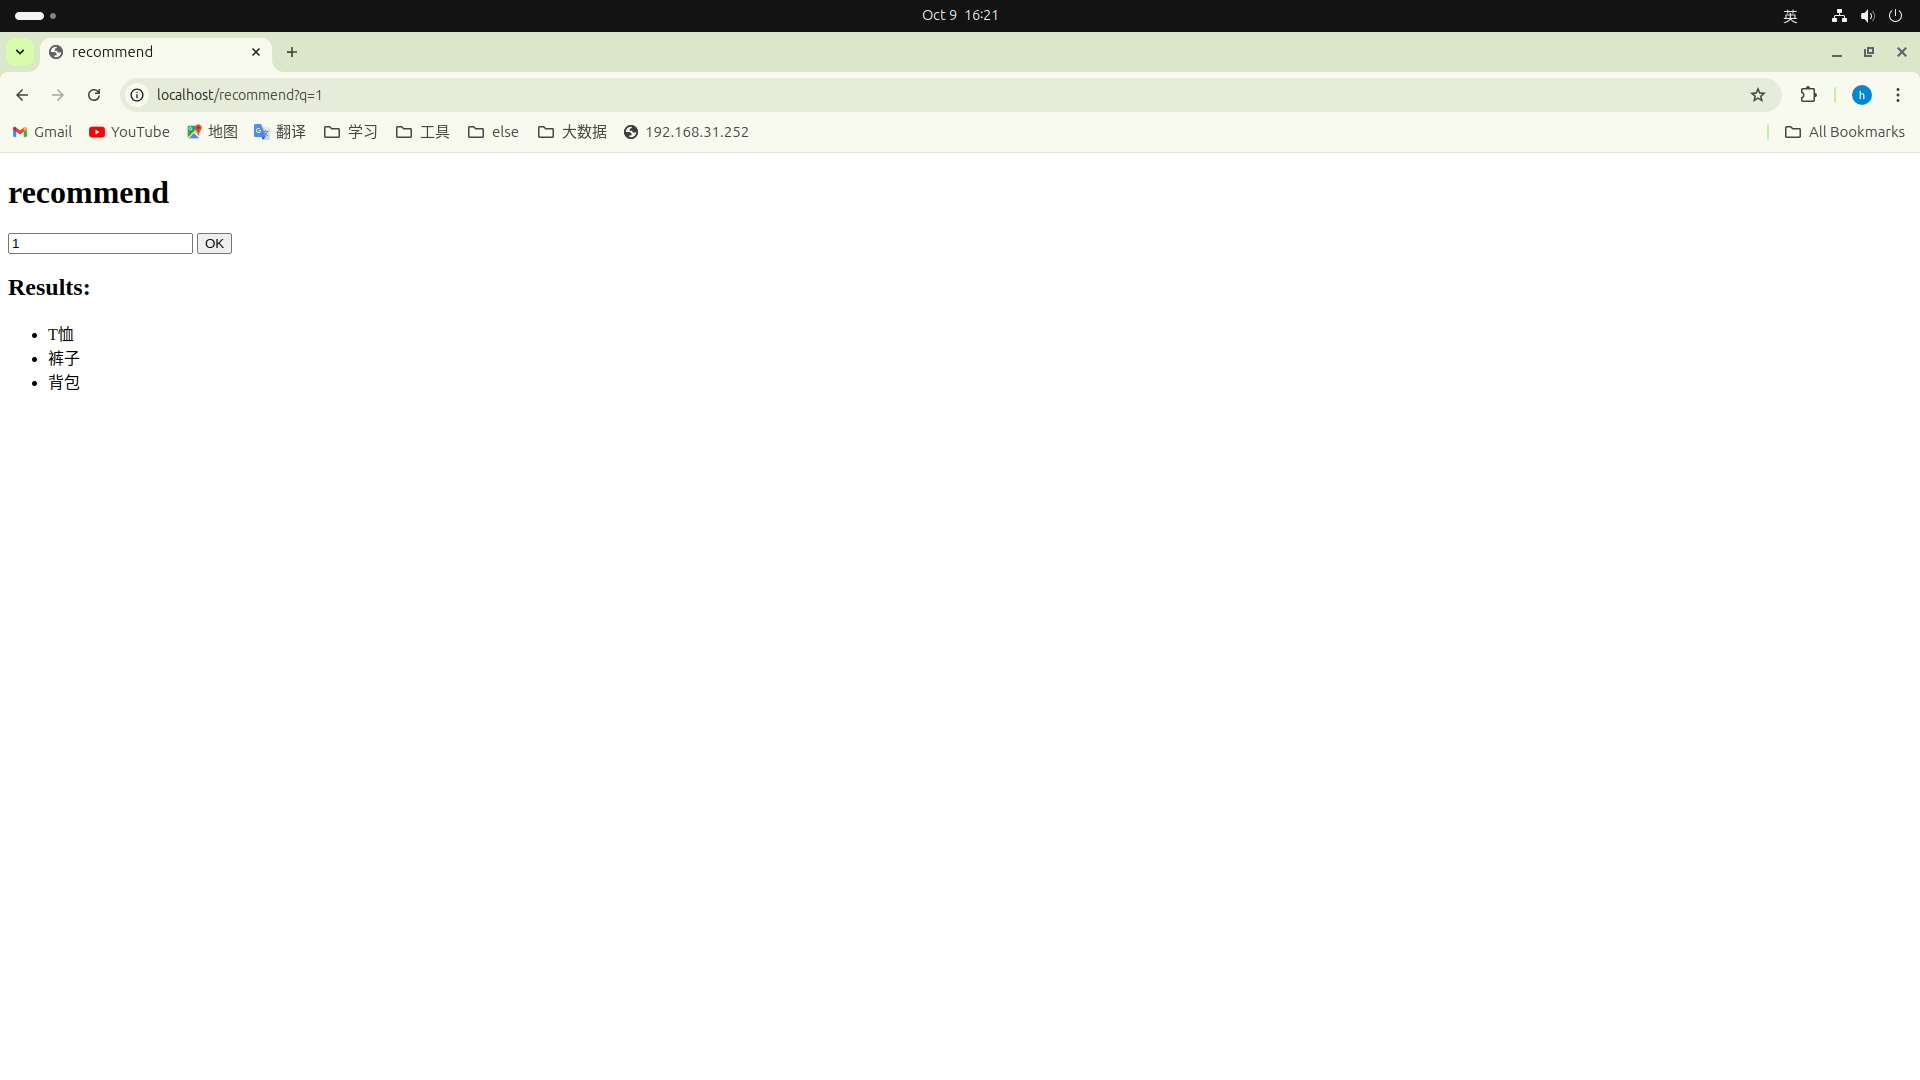 Oct 9 16:21
英
recommend
localhost/recommend?q=1
h
Gmail
YouTube
地图
翻译
学习
工具
else
大数据
192.168.31.252
All Bookmarks
recommend
1
OK
Results:
T恤
裤子
背包